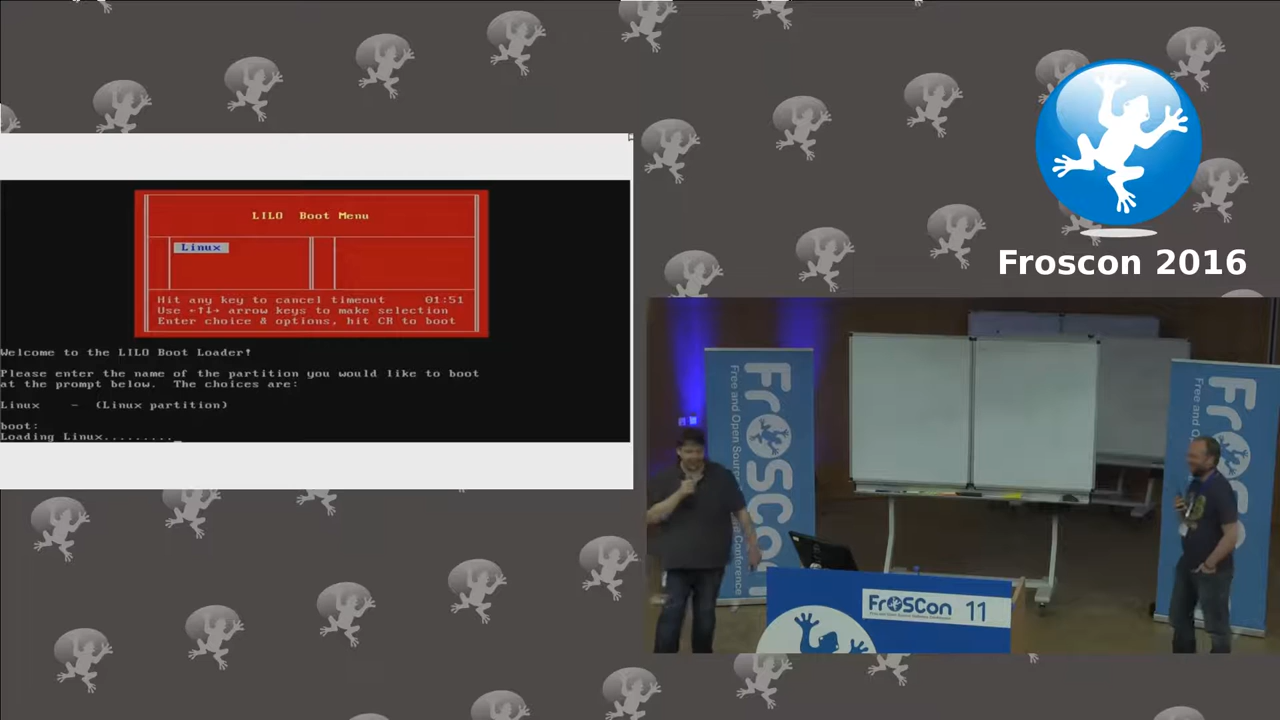 LILO Boot Menu
Linux
Hit any key to cancel timeout 01:51
Use ←↑↓→ arrow keys to make selection
Enter choice & options, hit CR to boot
Welcome to the LILO Boot Loader!
Please enter the name of the partition you would like to boot
at the prompt below. The choices are:
Linux - (Linux partition)
boot:
Loading Linux.........._
Froscon 2016
FrOSCon
Free and Open Source
Conference
FrOSCon
Free and O
FrOSCon 11